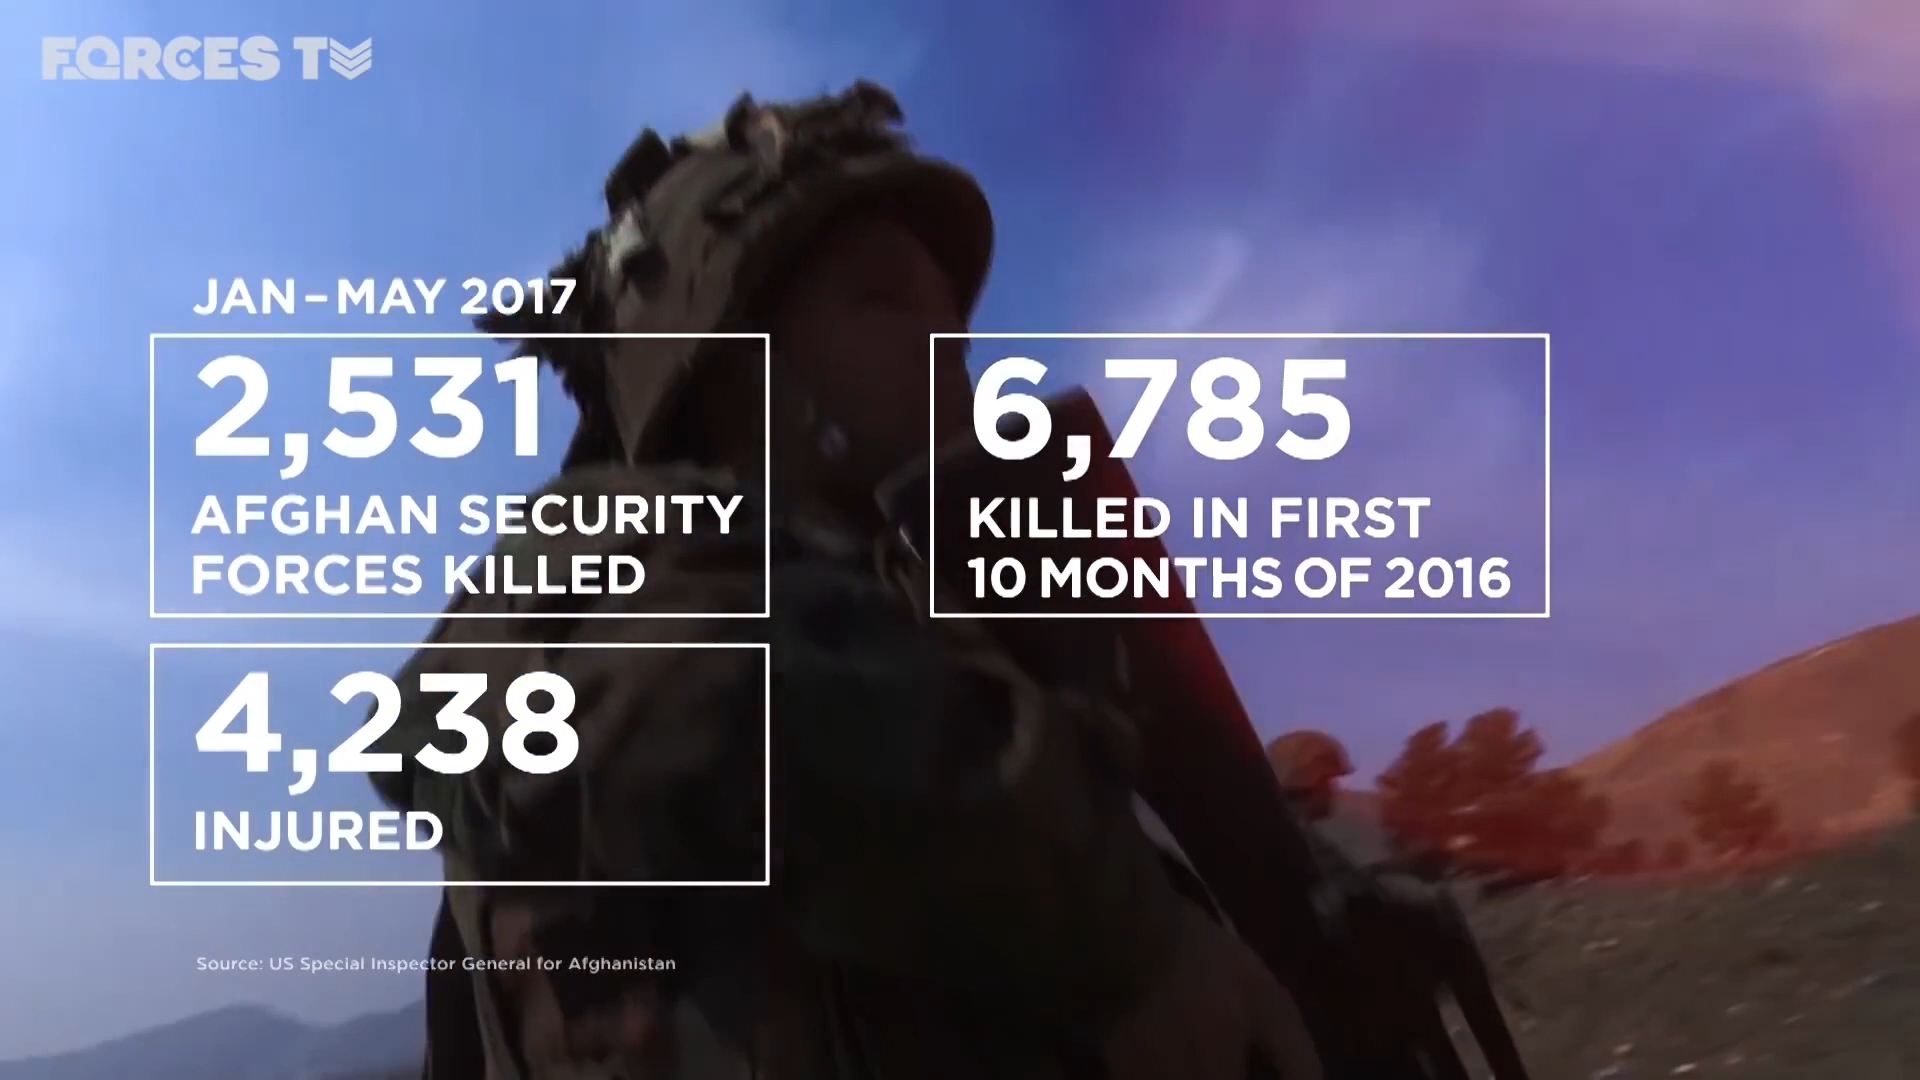 FORCES TV
JAN–MAY 2017
2,531
AFGHAN SECURITY
FORCES KILLED
6,785
KILLED IN FIRST
10 MONTHS OF 2016
4,238
INJURED
Source: US Special Inspector General for Afghanistan